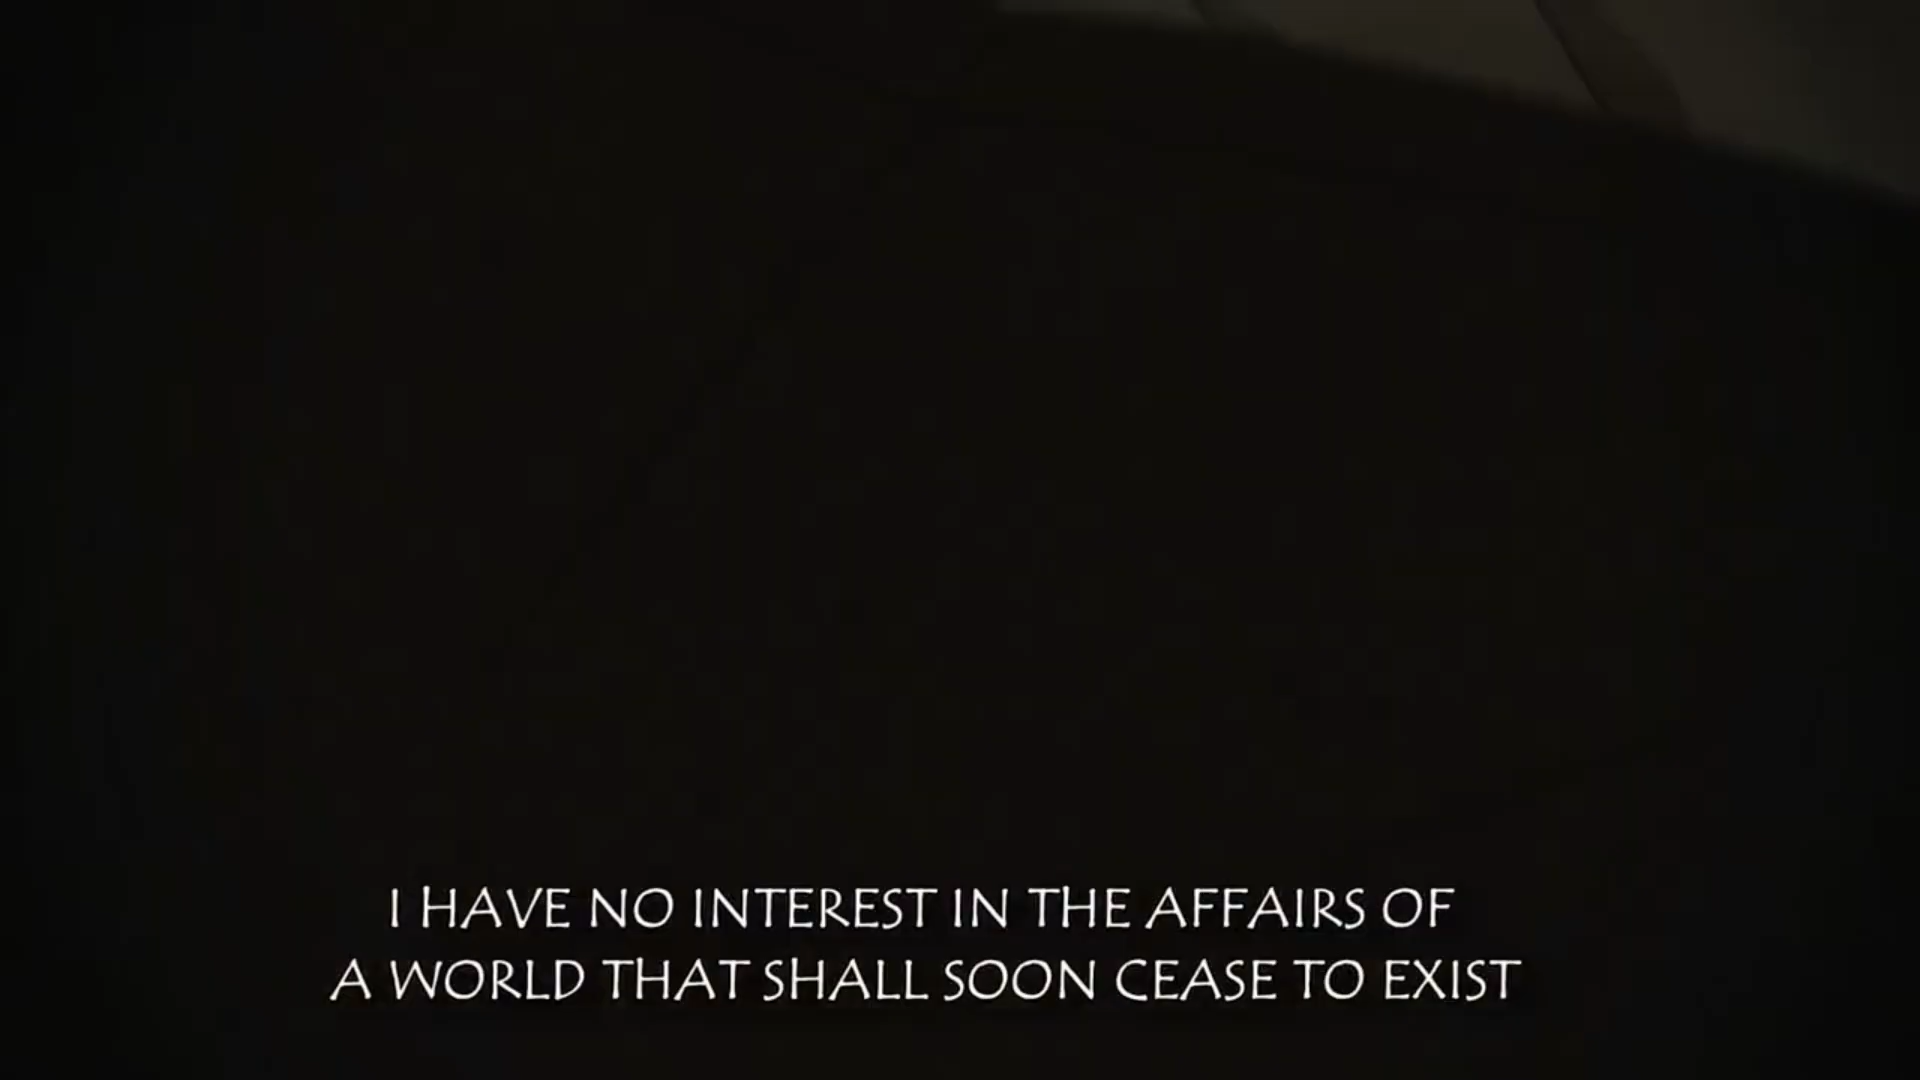 I HAVE NO INTEREST IN THE AFFAIRS OF
A WORLD THAT SHALL SOON CEASE TO EXIST